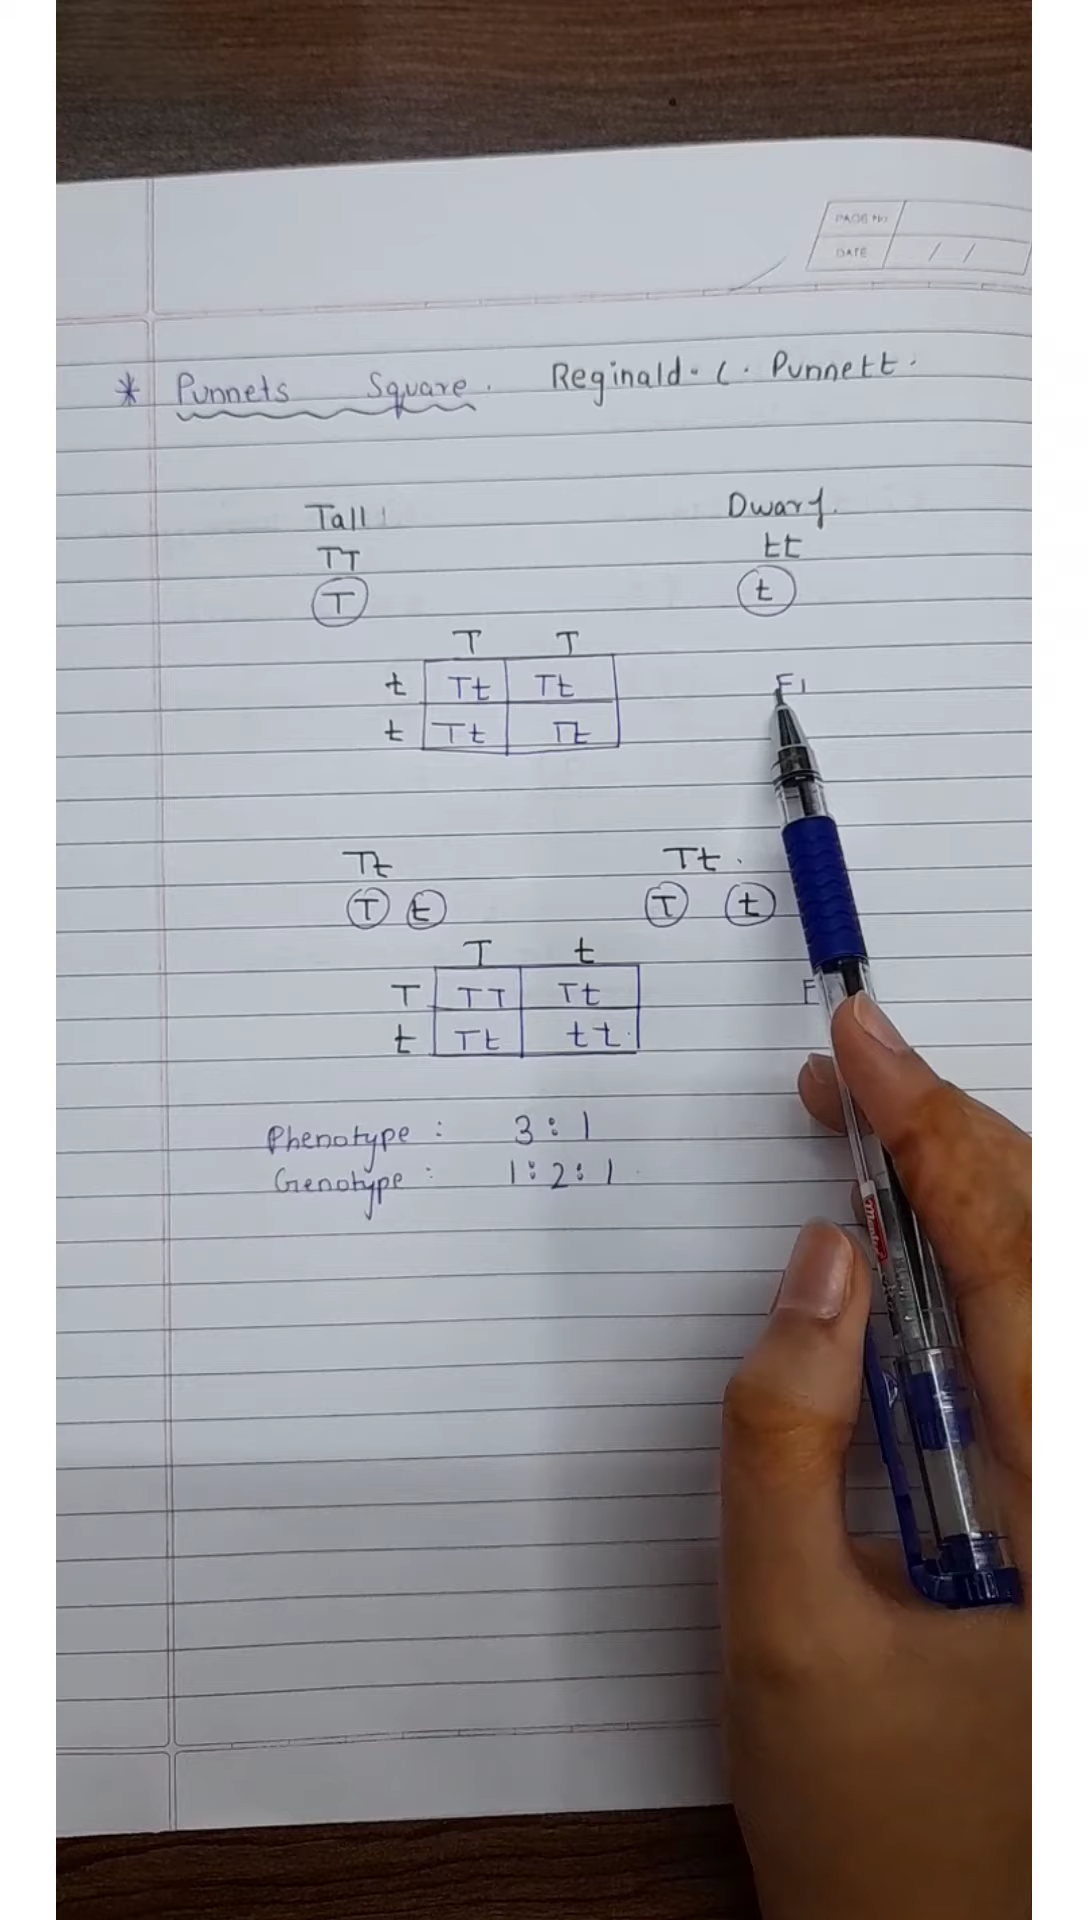 PAGE No.
DATE / /
* Punnets Square. Reginald. C. Punnett.
Tall Dwarf.
TT tt
T t
T T
t Tt Tt F1
t Tt Tt
Tt Tt.
T t T t
T t
T TT Tt F
t Tt tt.
Phenotype : 3 : 1
Genotype : 1 : 2 : 1